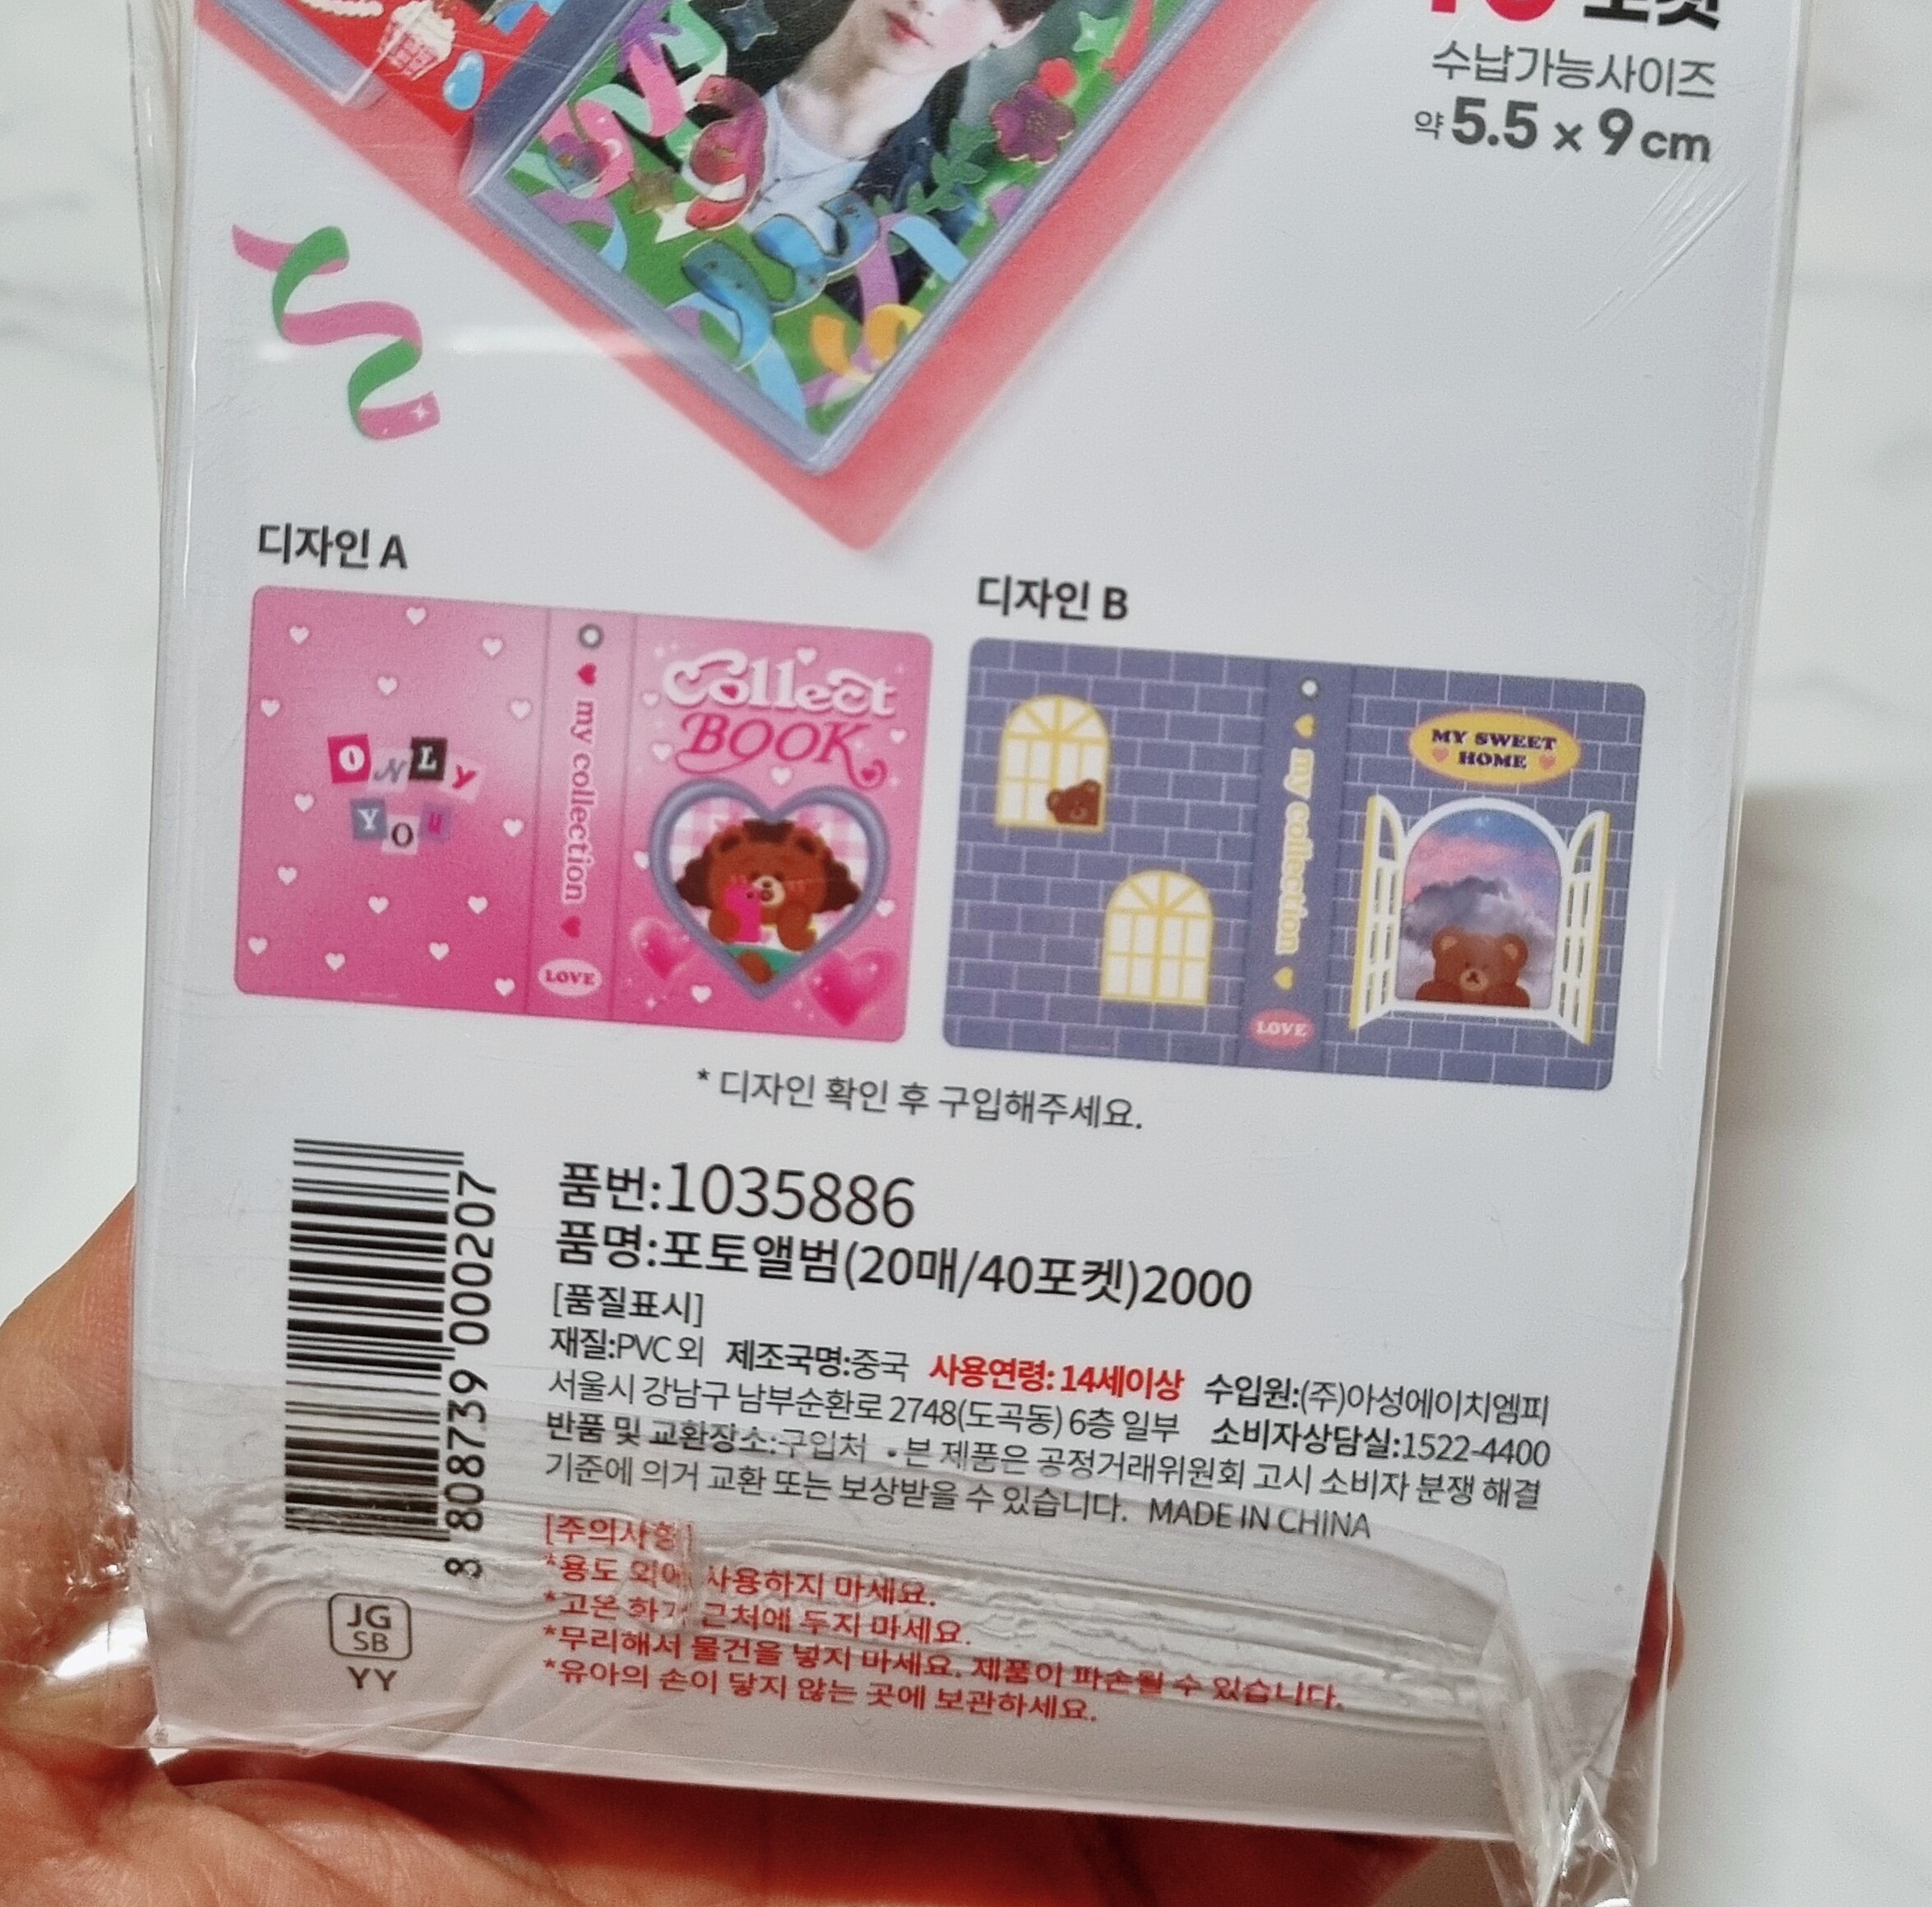 포켓
수납가능사이즈
약 5.5 × 9 cm
디자인 A
디자인 B
ONLY
YOU
my collection
LOVE
Collect
BOOK
my collection
LOVE
MY SWEET
HOME
* 디자인 확인 후 구입해주세요.
품번:1035886
품명:포토앨범(20매/40포켓)2000
[품질표시]
재질:PVC 외 제조국명:중국 사용연령: 14세이상 수입원:(주)아성에이치엠피
서울시 강남구 남부순환로 2748(도곡동) 6층 일부 소비자상담실:1522-4400
반품 및 교환장소:구입처 • 본 제품은 공정거래위원회 고시 소비자 분쟁 해결
기준에 의거 교환 또는 보상받을 수 있습니다. MADE IN CHINA
[주의사항]
*용도 외에 사용하지 마세요.
*고온 화기 근처에 두지 마세요.
*무리해서 물건을 넣지 마세요. 제품이 파손될 수 있습니다.
*유아의 손이 닿지 않는 곳에 보관하세요.
8 808739 000207
JG
SB
YY